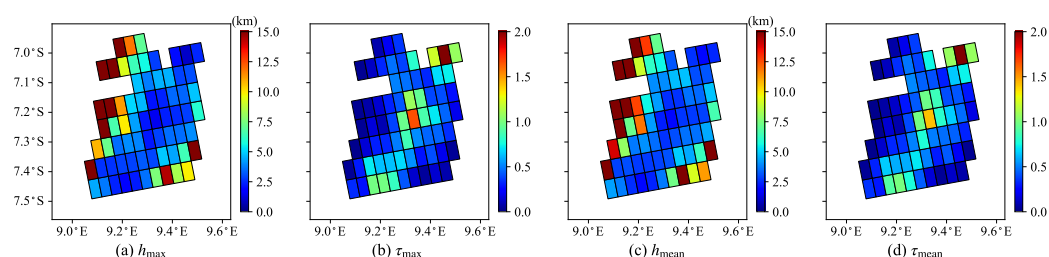 (km) (km)
7.0°S 15.0 2.0 15.0 2.0
7.1°S 12.5 12.5
1.5 1.5
7.2°S 10.0 10.0
7.5 1.0 7.5 1.0
7.3°S 5.0 5.0
7.4°S 0.5 0.5
2.5 2.5
7.5°S 0.0 0.0 0.0 0.0
9.0°E 9.2°E 9.4°E 9.6°E 9.0°E 9.2°E 9.4°E 9.6°E 9.0°E 9.2°E 9.4°E 9.6°E 9.0°E 9.2°E 9.4°E 9.6°E
(a) hmax (b) τmax (c) hmean (d) τmean